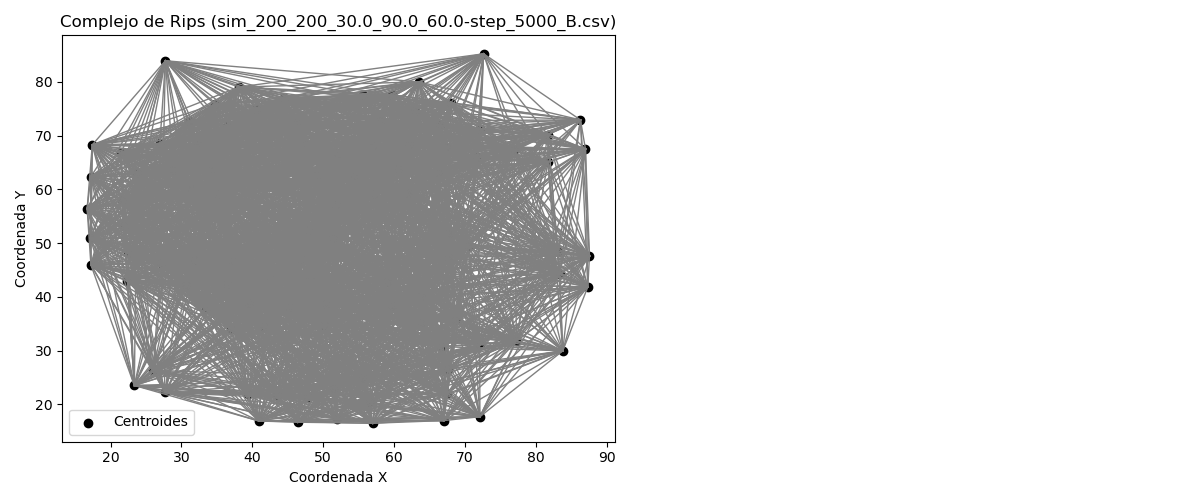 Complejo de Rips (sim_200_200_30.0_90.0_60.0-step_5000_B.csv)
80
70
60
50
40
30
20
Coordenada Y
Centroides
20 30 40 50 60 70 80 90
Coordenada X